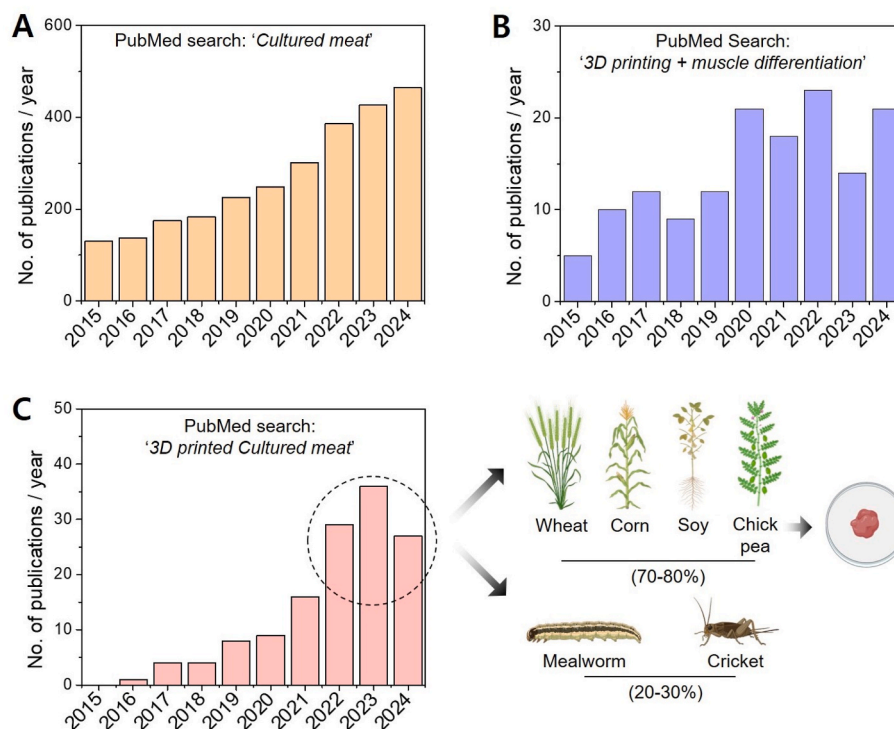 A
PubMed search: ‘Cultured meat’
No. of publications / year
600
400
200
0
2015
2016
2017
2018
2019
2020
2021
2022
2023
2024
B
PubMed Search:
‘3D printing + muscle differentiation’
No. of publications / year
30
20
10
0
2015
2016
2017
2018
2019
2020
2021
2022
2023
2024
C
PubMed search:
‘3D printed Cultured meat’
No. of publications / year
50
40
30
20
10
0
2015
2016
2017
2018
2019
2020
2021
2022
2023
2024
Wheat
Corn
Soy
Chick
pea
(70-80%)
Mealworm
Cricket
(20-30%)